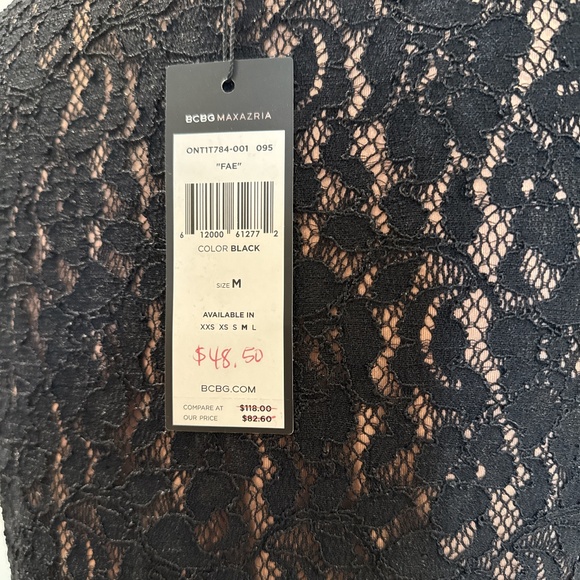 BCBGMAXAZRIA
ONT1T784-001 095
"FAE"
6 12000 61277 2
COLOR BLACK
SIZE M
AVAILABLE IN
XXS XS S M L
$48.50
BCBG.COM
COMPARE AT $118.00
OUR PRICE $82.60